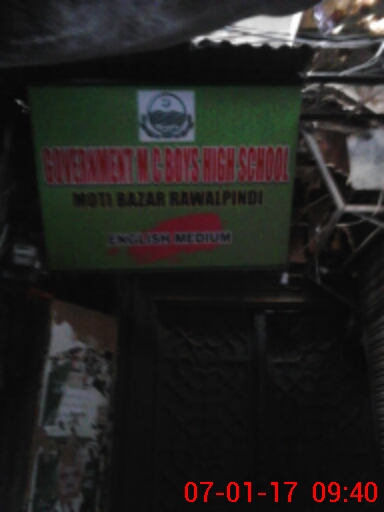 GOVERNMENT M.C BOYS HIGH SCHOOL
MOTI BAZAR RAWALPINDI
ENGLISH MEDIUM
07-01-17 09:40